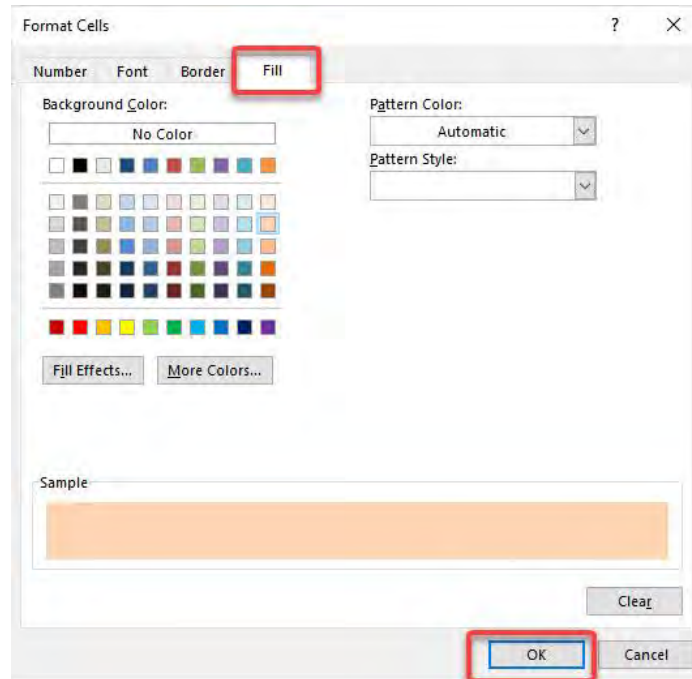 Format Cells ? ✕
Number Font Border Fill
Background Color:
No Color
Pattern Color:
Automatic
Pattern Style:
Fill Effects... More Colors...
Sample
Clear
OK Cancel